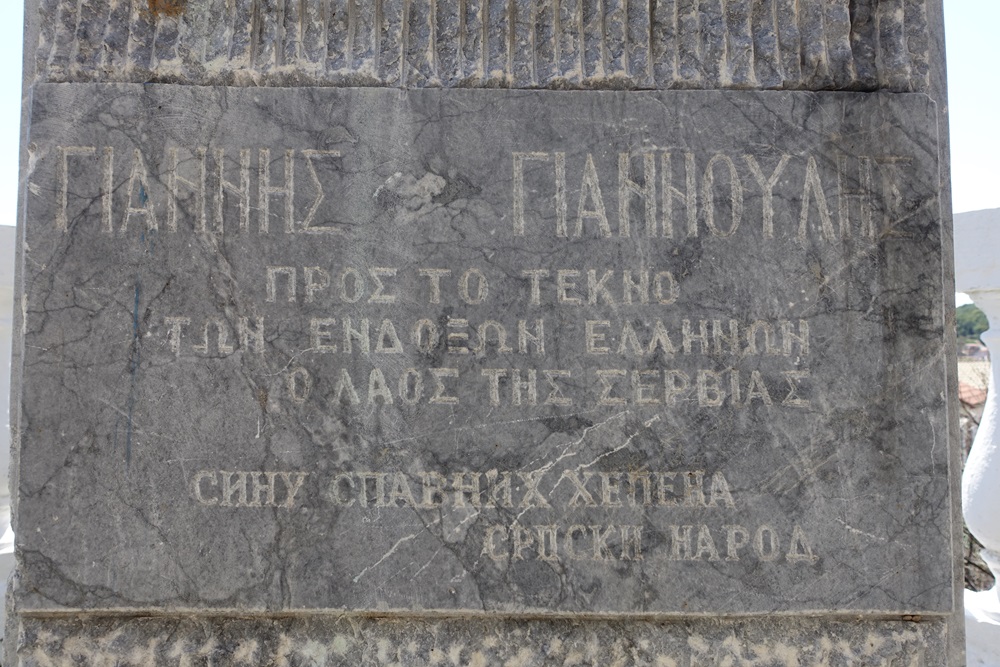 ΓΙΑΝΝΗΣ ΓΙΑΝΝΟΥΛΗΣ
ΠΡΟΣ ΤΟ ΤΕΚΝΟ
ΤΩΝ ΕΝΔΟΞΩΝ ΕΛΛΗΝΩΝ
Ο ΛΑΟΣ ΤΗΣ ΣΕΡΒΙΑΣ
СИНУ СЛАВНИХ ХЕЛЕНА
СРПСКИ НАРОД